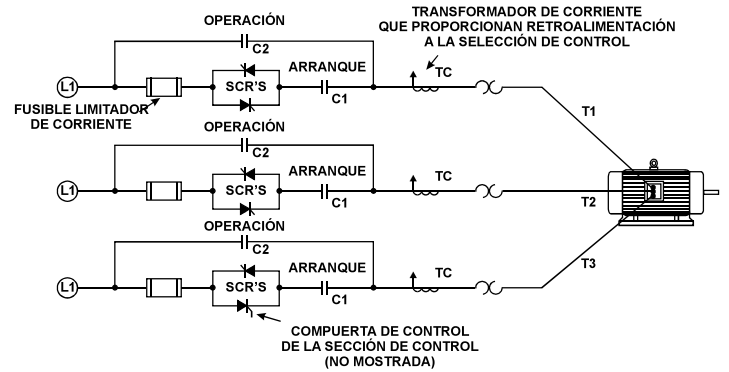 TRANSFORMADOR DE CORRIENTE
QUE PROPORCIONAN RETROALIMENTACIÓN
A LA SELECCIÓN DE CONTROL
OPERACIÓN
C2
ARRANQUE
TC
L1
SCR'S
C1
FUSIBLE LIMITADOR
DE CORRIENTE
T1
OPERACIÓN
C2
ARRANQUE
TC
L1
SCR'S
C1
T2
OPERACIÓN
C2
ARRANQUE
TC
L1
SCR'S
C1
T3
COMPUERTA DE CONTROL
DE LA SECCIÓN DE CONTROL
(NO MOSTRADA)